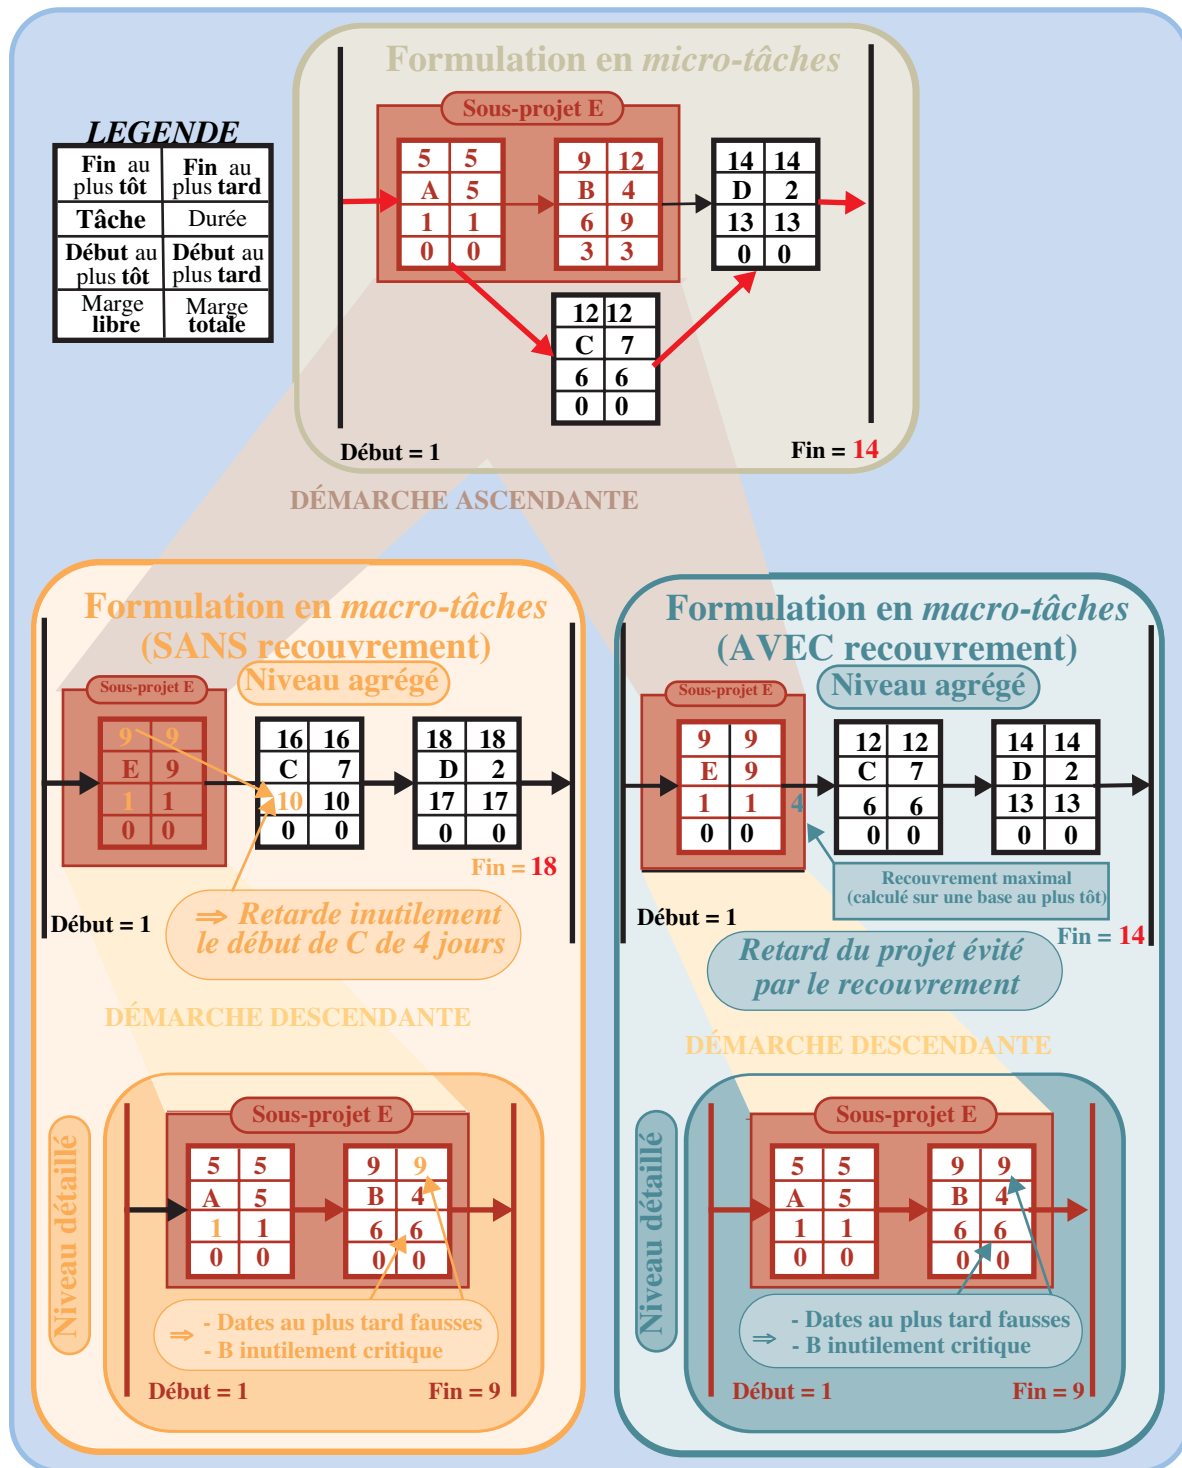 Formulation en micro-tâches
Sous-projet E
LEGENDE
Fin au plus tôt
Fin au plus tard
Tâche
Durée
Début au plus tôt
Début au plus tard
Marge libre
Marge totale
5 5
A 5
1 1
0 0
9 12
B 4
6 9
3 3
14 14
D 2
13 13
0 0
12 12
C 7
6 6
0 0
Début = 1
Fin = 14
DÉMARCHE ASCENDANTE
Formulation en macro-tâches
(SANS recouvrement)
Niveau agrégé
Sous-projet E
9 9
E 9
1 1
0 0
16 16
C 7
10 10
0 0
18 18
D 2
17 17
0 0
Fin = 18
Début = 1
⇒ Retarde inutilement
le début de C de 4 jours
DÉMARCHE DESCENDANTE
Niveau détaillé
Sous-projet E
5 5
A 5
1 1
0 0
9 9
B 4
6 6
0 0
⇒ - Dates au plus tard fausses
- B inutilement critique
Début = 1
Fin = 9
Formulation en macro-tâches
(AVEC recouvrement)
Niveau agrégé
Sous-projet E
9 9
E 9
1 1
0 0
4
12 12
C 7
6 6
0 0
14 14
D 2
13 13
0 0
Recouvrement maximal
(calculé sur une base au plus tôt)
Début = 1
Fin = 14
Retard du projet évité
par le recouvrement
DÉMARCHE DESCENDANTE
Niveau détaillé
Sous-projet E
5 5
A 5
1 1
0 0
9 9
B 4
6 6
0 0
⇒ - Dates au plus tard fausses
- B inutilement critique
Début = 1
Fin = 9